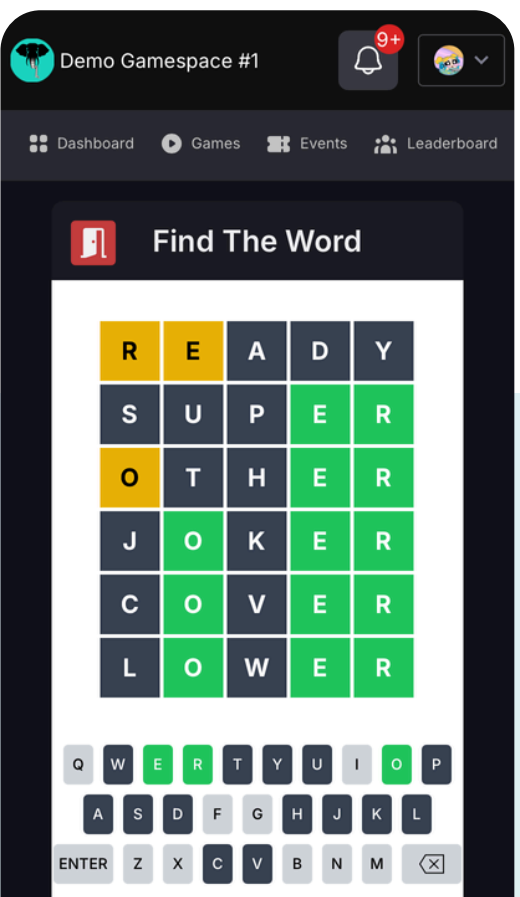 Demo Gamespace #1
9+
Dashboard Games Events Leaderboard
Find The Word
R E A D Y
S U P E R
O T H E R
J O K E R
C O V E R
L O W E R
Q W E R T Y U I O P
A S D F G H J K L
ENTER Z X C V B N M